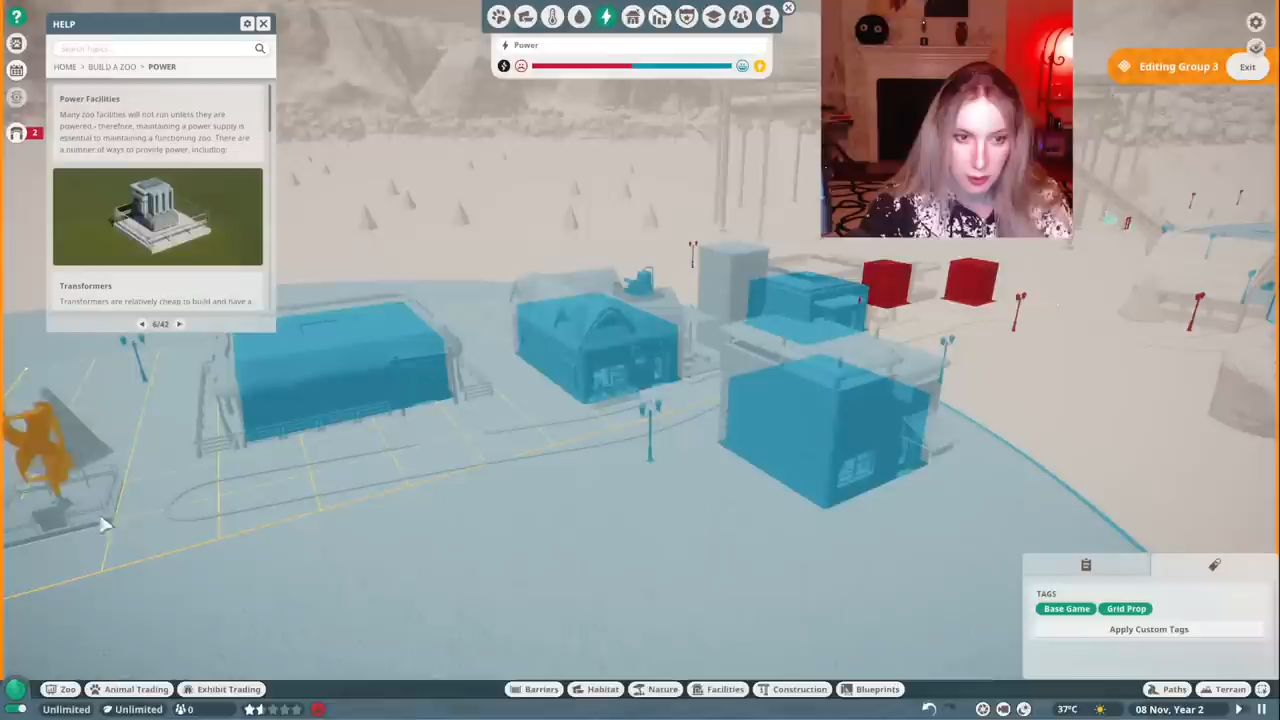 HELP
Search Topics...
HOME > BUILD A ZOO > POWER
Power Facilities
Many zoo facilities will not run unless they are
powered - therefore, maintaining a power supply is
essential to maintaining a functioning zoo. There are
a number of ways to provide power, including:
Transformers
Transformers are relatively cheap to build and have a
6/42
2
Power
Editing Group 3
Exit
TAGS
Base Game
Grid Prop
Apply Custom Tags
Zoo
Animal Trading
Exhibit Trading
Barriers
Habitat
Nature
Facilities
Construction
Blueprints
Paths
Terrain
Unlimited
Unlimited
0
37°C
08 Nov, Year 2